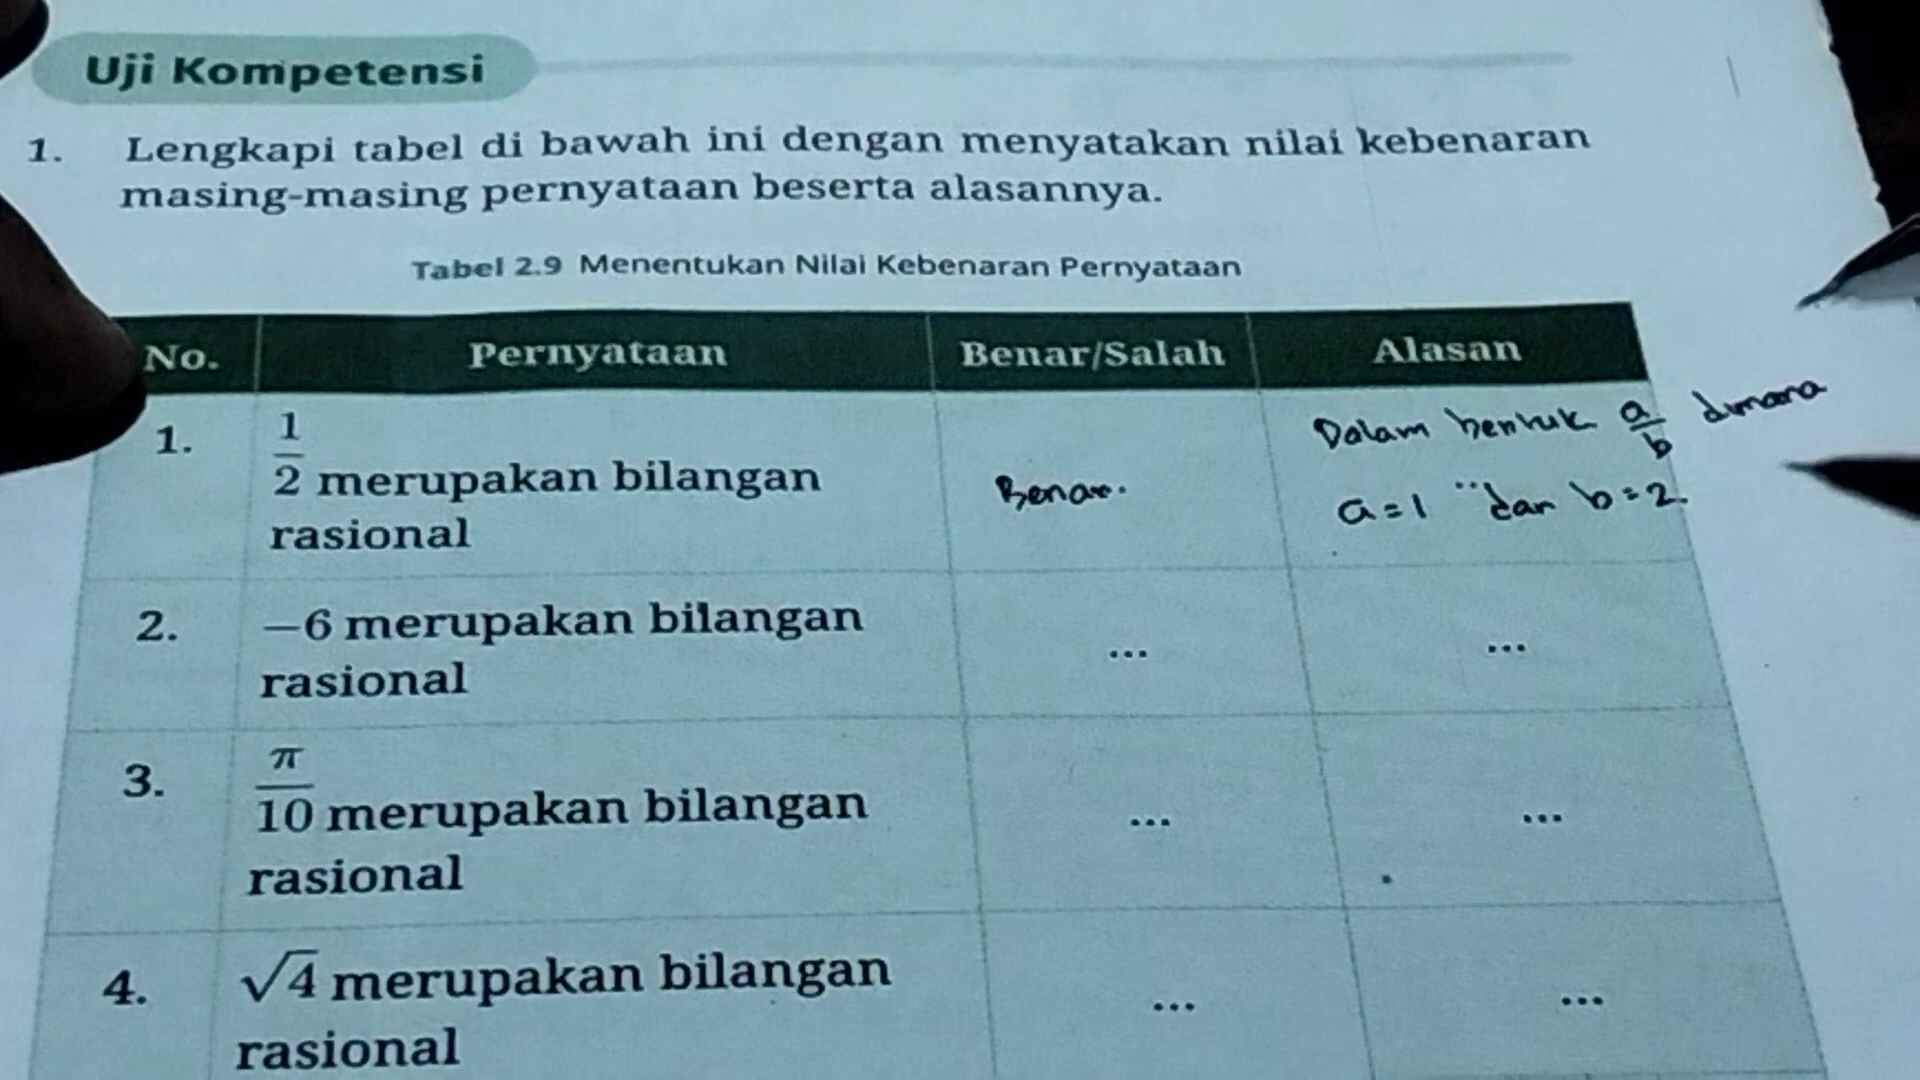 Uji Kompetensi
1. Lengkapi tabel di bawah ini dengan menyatakan nilai kebenaran
masing-masing pernyataan beserta alasannya.
Tabel 2.9 Menentukan Nilai Kebenaran Pernyataan
No. Pernyataan Benar/Salah Alasan
1. 1/2 merupakan bilangan
rasional
Benar.
Dalam bentuk a/b dimana
a=1 dan b=2.
2. −6 merupakan bilangan
rasional
... ...
3. π/10 merupakan bilangan
rasional
... ...
4. √4 merupakan bilangan
rasional
... ...